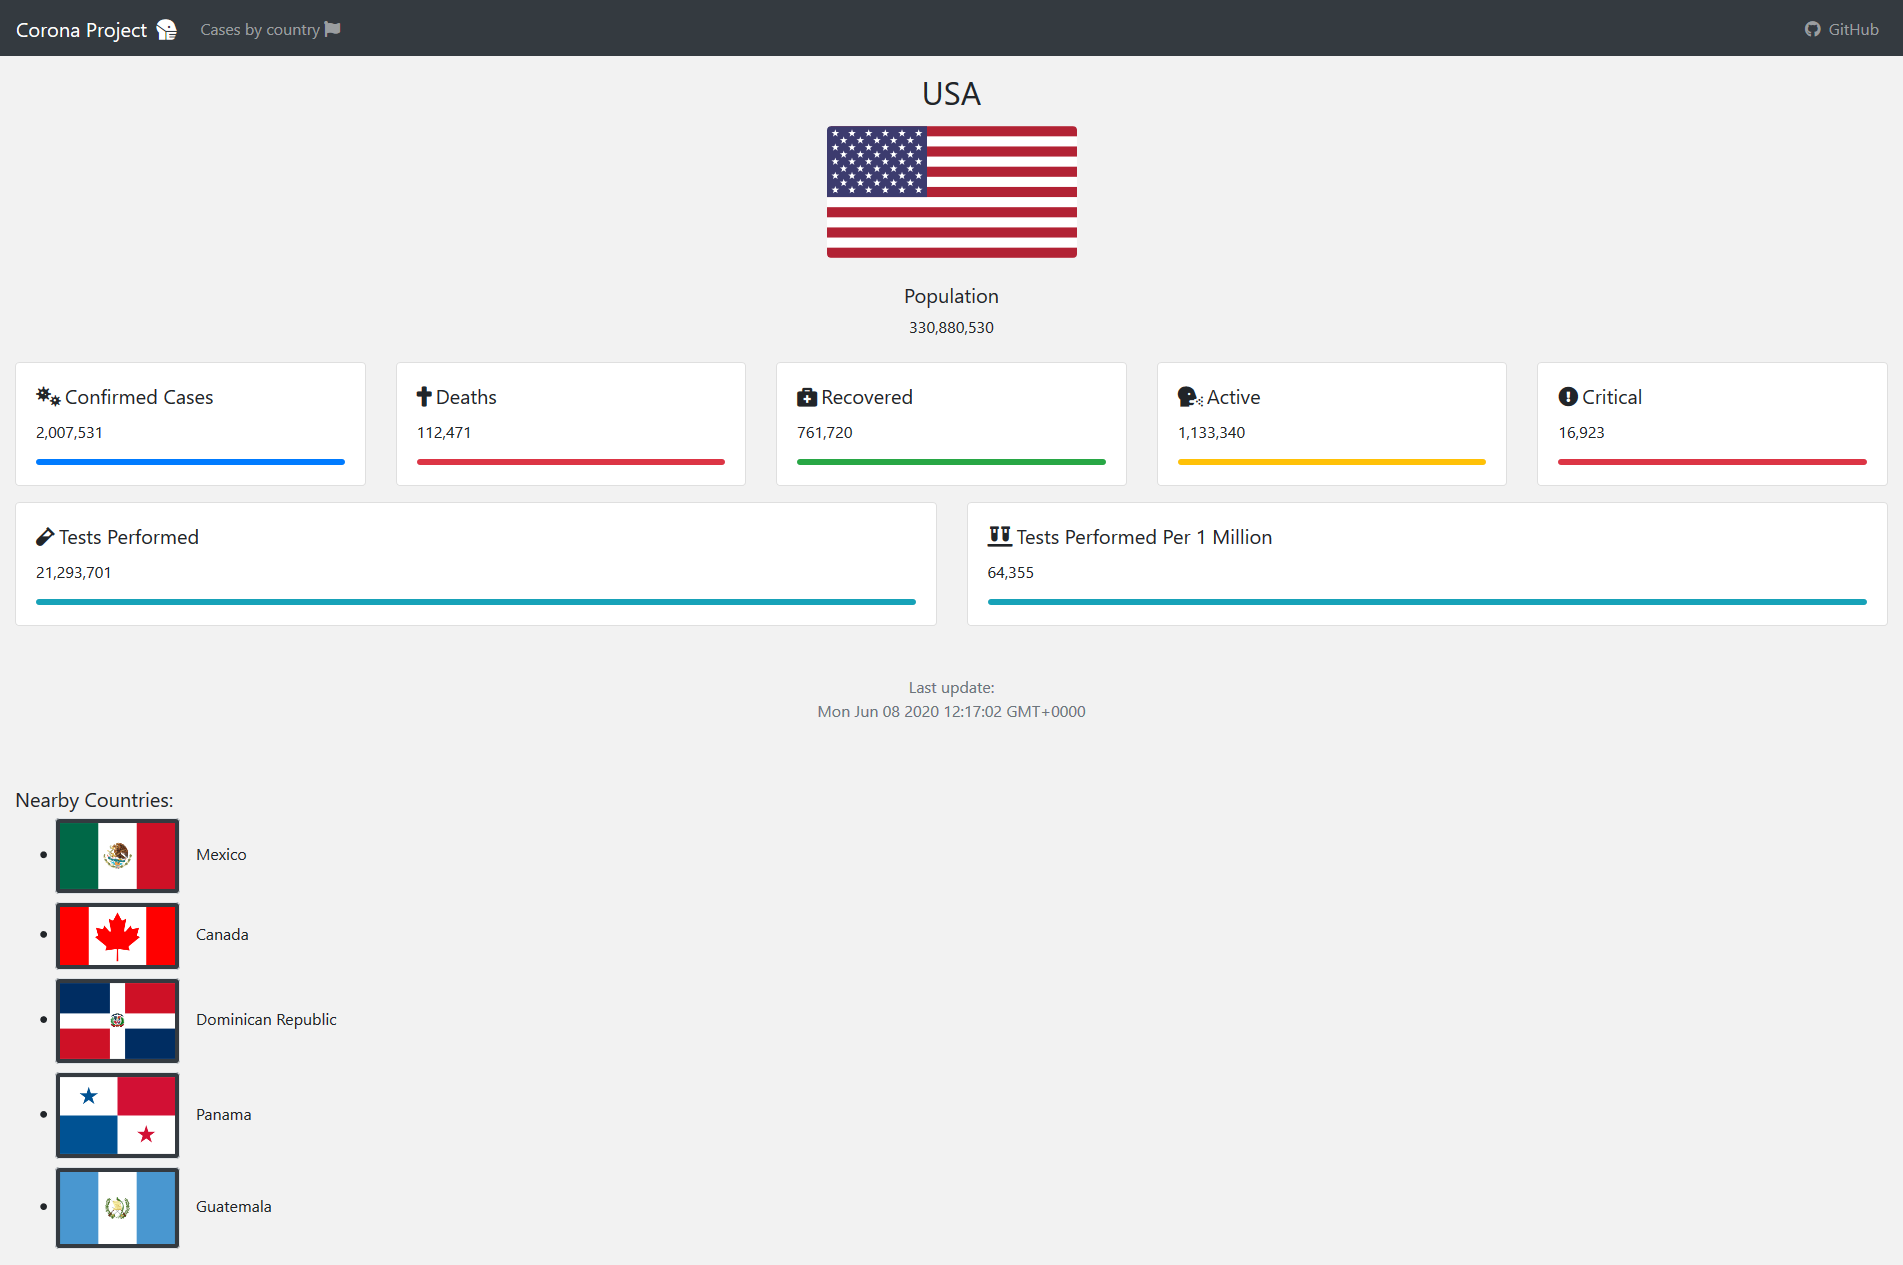 Corona Project Cases by country GitHub
USA
Population
330,880,530
Confirmed Cases
2,007,531
Deaths
112,471
Recovered
761,720
Active
1,133,340
Critical
16,923
Tests Performed
21,293,701
Tests Performed Per 1 Million
64,355
Last update:
Mon Jun 08 2020 12:17:02 GMT+0000
Nearby Countries:
Mexico
Canada
Dominican Republic
Panama
Guatemala